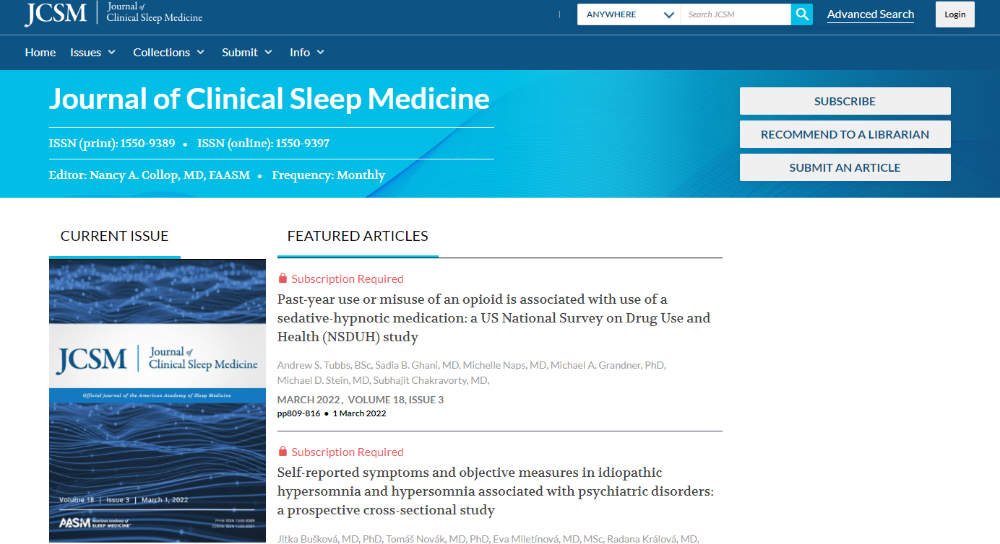 JCSM
Journal of
Clinical Sleep Medicine
ANYWHERE
Search JCSM
Advanced Search
Login
Home
Issues
Collections
Submit
Info
Journal of Clinical Sleep Medicine
ISSN (print): 1550-9389 • ISSN (online): 1550-9397
Editor: Nancy A. Collop, MD, FAASM • Frequency: Monthly
SUBSCRIBE
RECOMMEND TO A LIBRARIAN
SUBMIT AN ARTICLE
CURRENT ISSUE
JCSM
Journal of
Clinical Sleep Medicine
Official journal of the American Academy of Sleep Medicine
Volume 18 | Issue 3 | March 1, 2022
AASM
American Academy of
SLEEP MEDICINE
Print ISSN 1550-9389
Online ISSN 1550-9397
FEATURED ARTICLES
Subscription Required
Past-year use or misuse of an opioid is associated with use of a
sedative-hypnotic medication: a US National Survey on Drug Use and
Health (NSDUH) study
Andrew S. Tubbs, BSc, Sadia B. Ghani, MD, Michelle Naps, MD, Michael A. Grandner, PhD,
Michael D. Stein, MD, Subhajit Chakravorty, MD,
MARCH 2022 , VOLUME 18, ISSUE 3
pp809-816 • 1 March 2022
Subscription Required
Self-reported symptoms and objective measures in idiopathic
hypersomnia and hypersomnia associated with psychiatric disorders:
a prospective cross-sectional study
Jitka Bušková, MD, PhD, Tomáš Novák, MD, PhD, Eva Miletínová, MD, MSc, Radana Králová, MD,